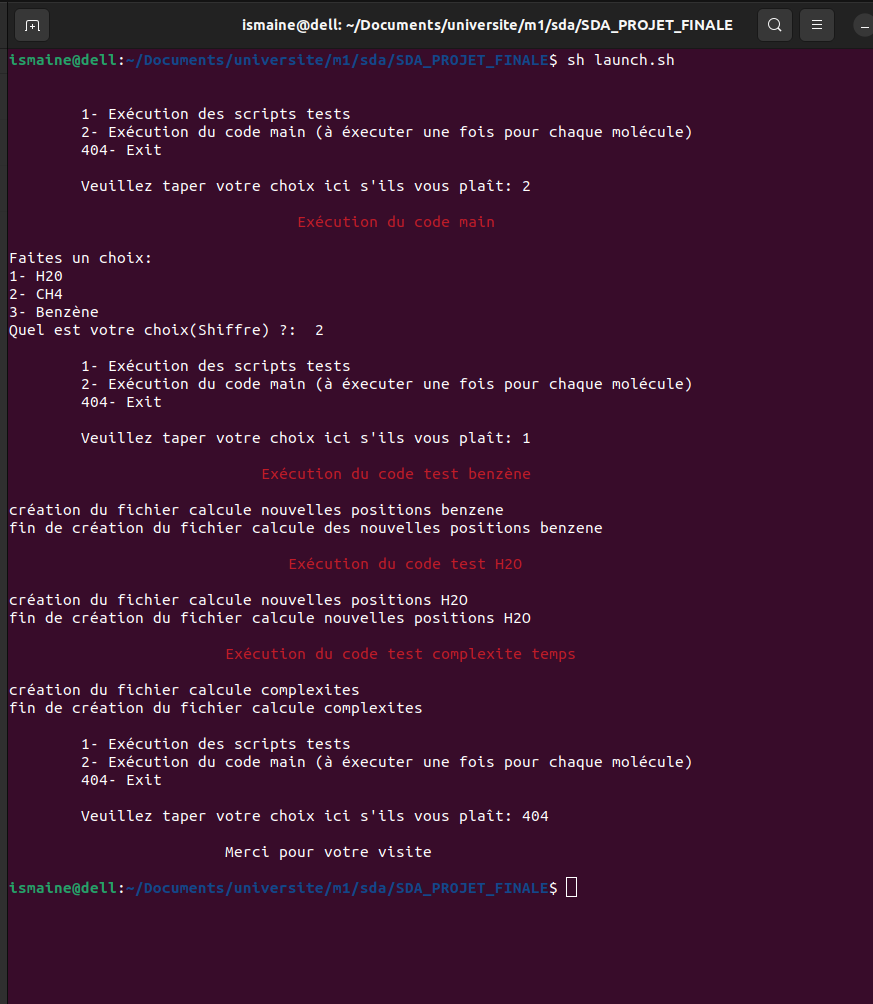 ismaine@dell: ~/Documents/universite/m1/sda/SDA_PROJET_FINALE
ismaine@dell:~/Documents/universite/m1/sda/SDA_PROJET_FINALE$ sh launch.sh
1- Exécution des scripts tests
2- Exécution du code main (à éxecuter une fois pour chaque molécule)
404- Exit
Veuillez taper votre choix ici s'ils vous plaît: 2
Exécution du code main
Faites un choix:
1- H20
2- CH4
3- Benzène
Quel est votre choix(Shiffre) ?:  2
1- Exécution des scripts tests
2- Exécution du code main (à éxecuter une fois pour chaque molécule)
404- Exit
Veuillez taper votre choix ici s'ils vous plaît: 1
Exécution du code test benzène
création du fichier calcule nouvelles positions benzene
fin de création du fichier calcule des nouvelles positions benzene
Exécution du code test H2O
création du fichier calcule nouvelles positions H2O
fin de création du fichier calcule nouvelles positions H2O
Exécution du code test complexite temps
création du fichier calcule complexites
fin de création du fichier calcule complexites
1- Exécution des scripts tests
2- Exécution du code main (à éxecuter une fois pour chaque molécule)
404- Exit
Veuillez taper votre choix ici s'ils vous plaît: 404
Merci pour votre visite
ismaine@dell:~/Documents/universite/m1/sda/SDA_PROJET_FINALE$